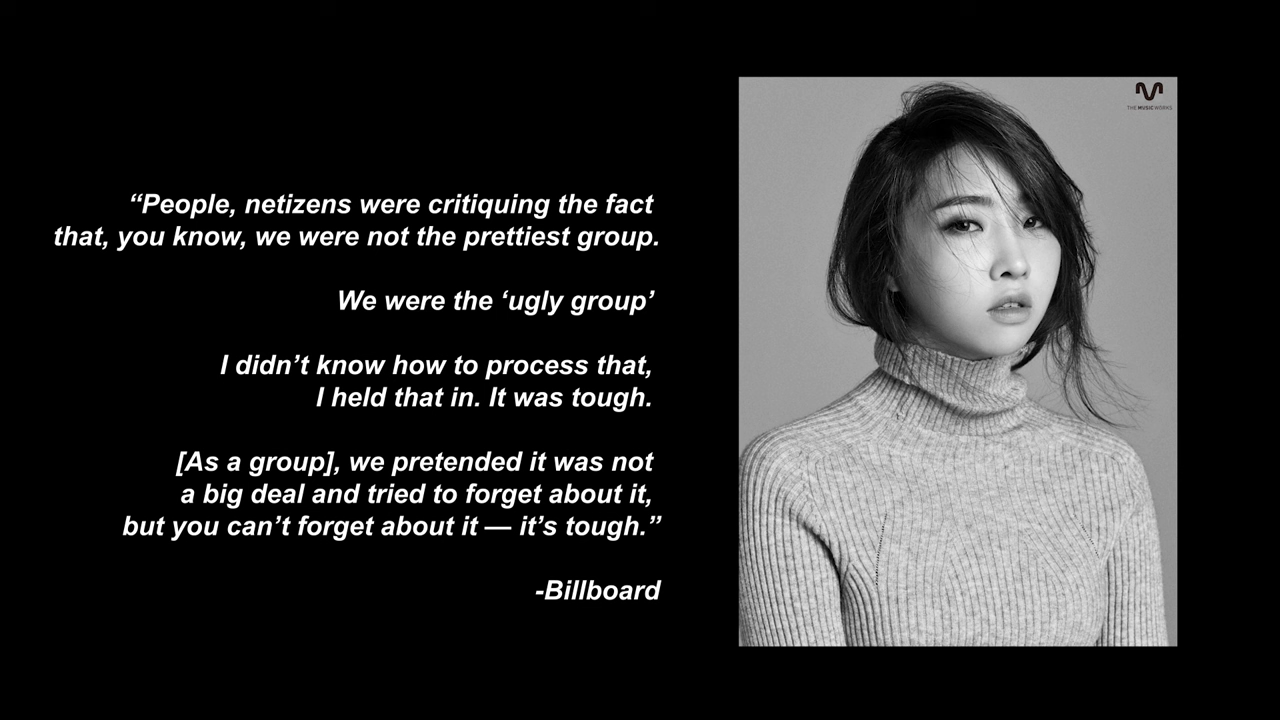 “People, netizens were critiquing the fact
that, you know, we were not the prettiest group.
We were the ‘ugly group’
I didn’t know how to process that,
I held that in. It was tough.
[As a group], we pretended it was not
a big deal and tried to forget about it,
but you can’t forget about it — it’s tough.”
-Billboard
THE MUSIC WORKS